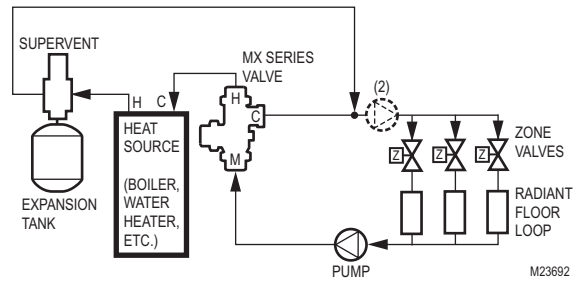 SUPERVENT
EXPANSION
TANK
H C
HEAT
SOURCE
(BOILER,
WATER
HEATER,
ETC.)
MX SERIES
VALVE
H
C
M
(2)
Z Z Z
ZONE
VALVES
RADIANT
FLOOR
LOOP
PUMP
M23692